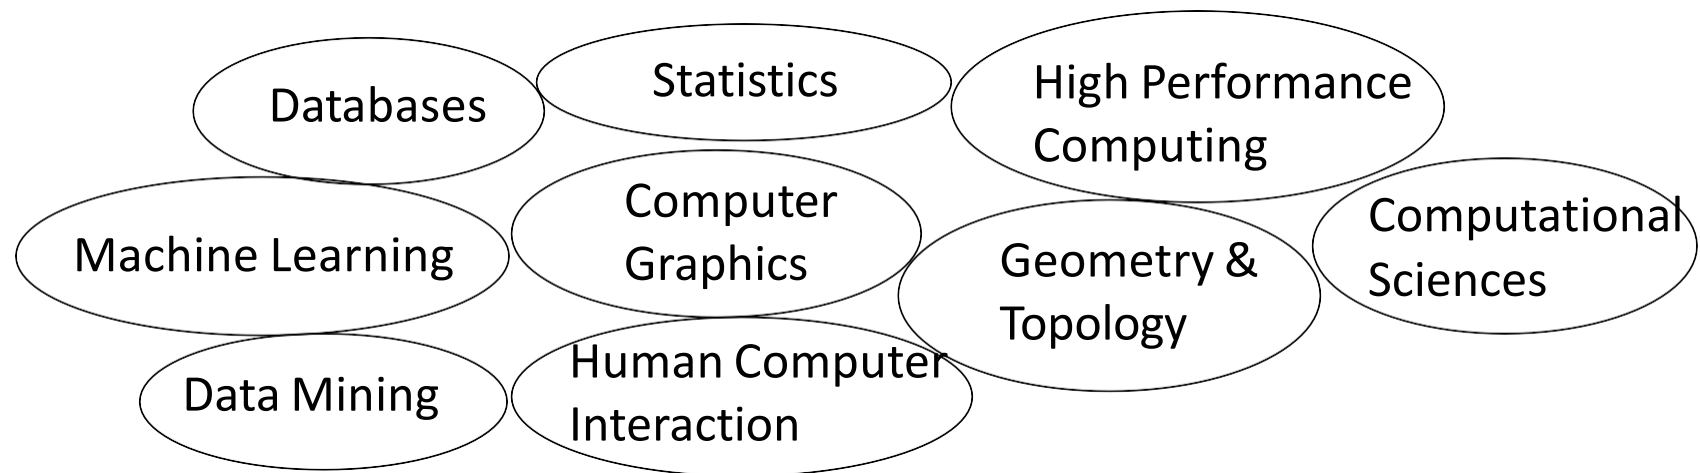 Databases
Statistics
High Performance
Computing
Machine Learning
Computer
Graphics
Geometry &
Topology
Computational
Sciences
Data Mining
Human Computer
Interaction